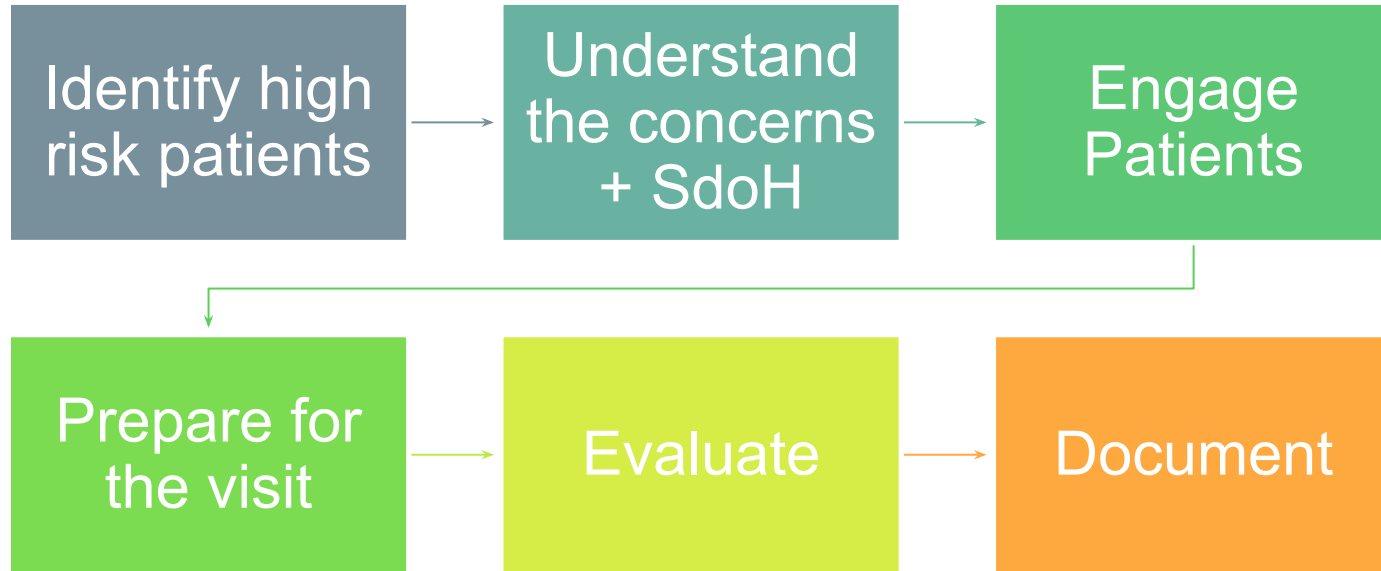 Identify high
risk patients
Understand
the concerns
+ SdoH
Engage
Patients
Prepare for
the visit
Evaluate
Document